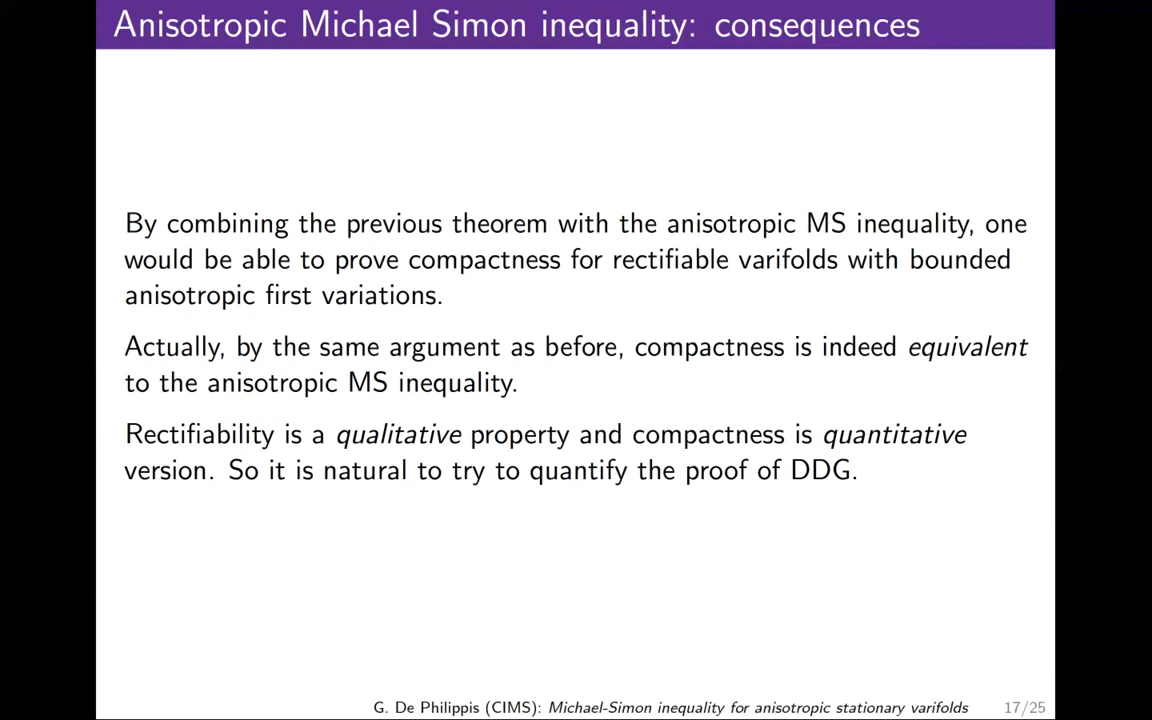 Anisotropic Michael Simon inequality: consequences
By combining the previous theorem with the anisotropic MS inequality, one
would be able to prove compactness for rectifiable varifolds with bounded
anisotropic first variations.
Actually, by the same argument as before, compactness is indeed equivalent
to the anisotropic MS inequality.
Rectifiability is a qualitative property and compactness is quantitative
version. So it is natural to try to quantify the proof of DDG.
G. De Philippis (CIMS): Michael-Simon inequality for anisotropic stationary varifolds 17/25